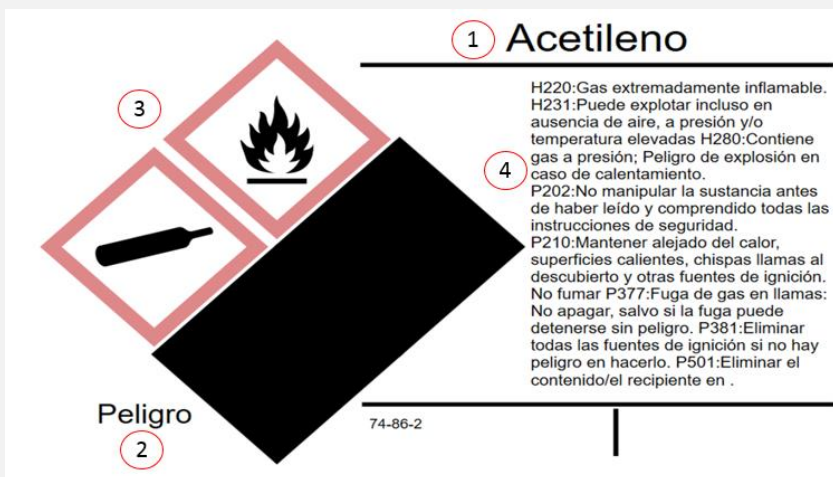 1 Acetileno
3
H220:Gas extremadamente inflamable.
H231:Puede explotar incluso en
ausencia de aire, a presión y/o
temperatura elevadas H280:Contiene
4 gas a presión; Peligro de explosión en
caso de calentamiento.
P202:No manipular la sustancia antes
de haber leído y comprendido todas las
instrucciones de seguridad.
P210:Mantener alejado del calor,
superficies calientes, chispas llamas al
descubierto y otras fuentes de ignición.
No fumar P377:Fuga de gas en llamas:
No apagar, salvo si la fuga puede
detenerse sin peligro. P381:Eliminar
todas las fuentes de ignición si no hay
peligro en hacerlo. P501:Eliminar el
contenido/el recipiente en .
Peligro
2
74-86-2